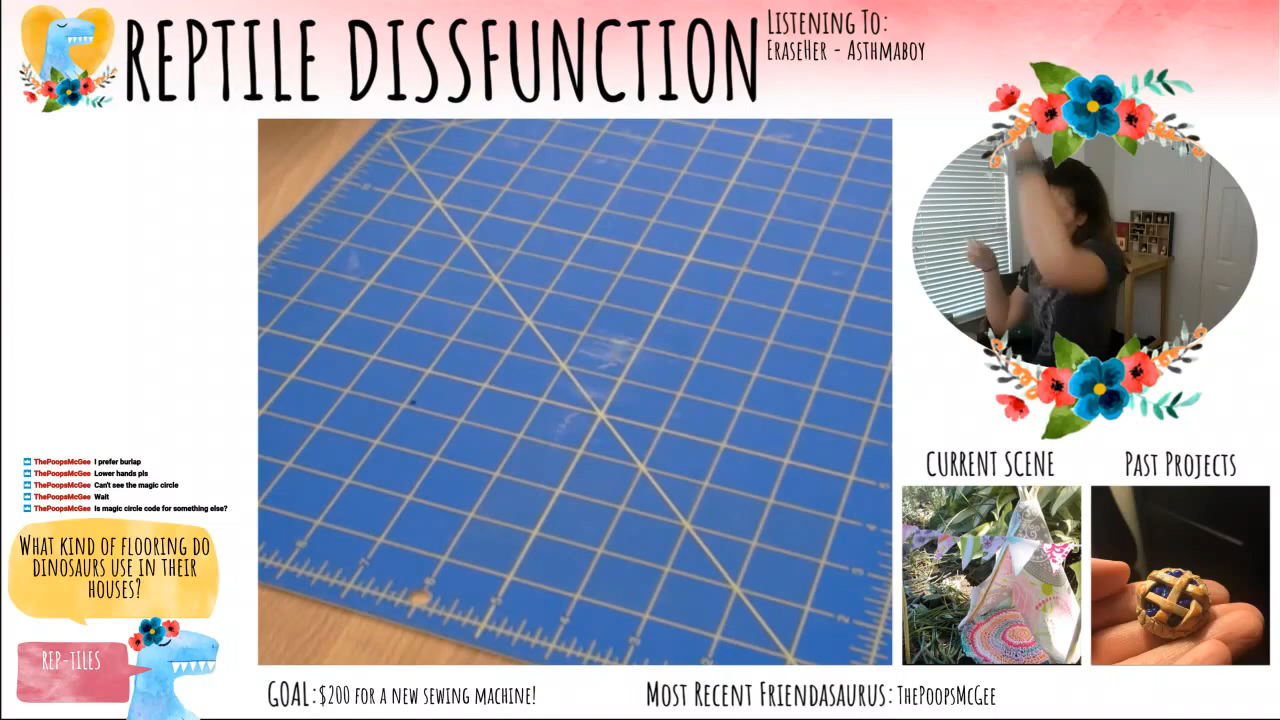 REPTILE DISSFUNCTION
LISTENING TO:
ERASEHER - ASTHMABOY
ThePoopsMcGee I prefer burlap
ThePoopsMcGee Lower hands pls
ThePoopsMcGee Can't see the magic circle
ThePoopsMcGee Wait
ThePoopsMcGee Is magic circle code for something else?
WHAT KIND OF FLOORING DO
DINOSAURS USE IN THEIR
HOUSES?
REP-TILES
CURRENT SCENE
PAST PROJECTS
GOAL: $200 FOR A NEW SEWING MACHINE!
MOST RECENT FRIENDASAURUS: THEPOOPSMCGEE